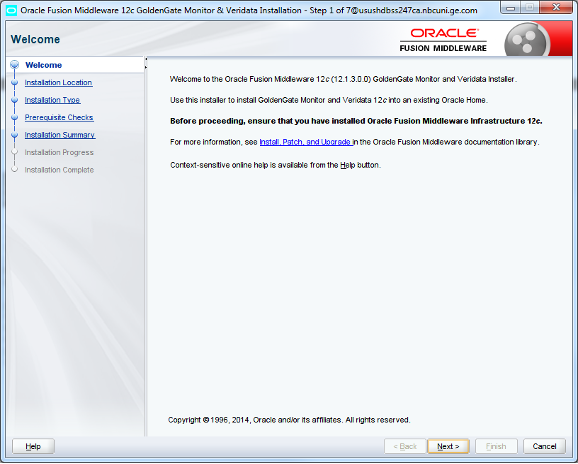 Oracle Fusion Middleware 12c GoldenGate Monitor & Veridata Installation - Step 1 of 7@usushdbss247ca.nbcuni.ge.com
Welcome
ORACLE
FUSION MIDDLEWARE
Welcome
Installation Location
Installation Type
Prerequisite Checks
Installation Summary
Installation Progress
Installation Complete
Welcome to the Oracle Fusion Middleware 12c (12.1.3.0.0) GoldenGate Monitor and Veridata Installer.
Use this installer to install GoldenGate Monitor and Veridata 12c into an existing Oracle Home.
Before proceeding, ensure that you have installed Oracle Fusion Middleware Infrastructure 12c.
For more information, see Install, Patch, and Upgrade in the Oracle Fusion Middleware documentation library.
Context-sensitive online help is available from the Help button.
Copyright © 1996, 2014, Oracle and/or its affiliates. All rights reserved.
Help
< Back
Next >
Finish
Cancel